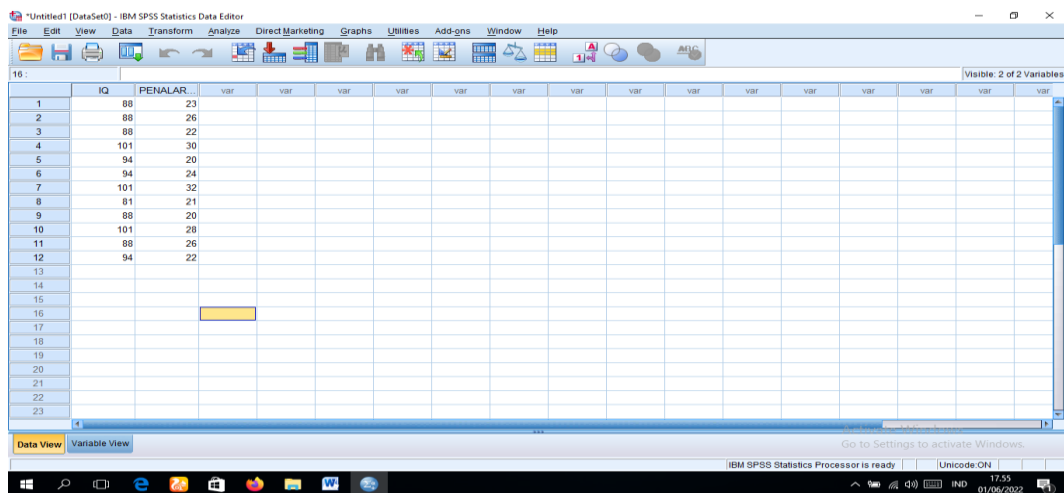 *Untitled1 [DataSet0] - IBM SPSS Statistics Data Editor
File Edit View Data Transform Analyze Direct Marketing Graphs Utilities Add-ons Window Help
16 : Visible: 2 of 2 Variables
IQ PENALAR... var var var var var var var var var var var var var var var
1 88 23
2 88 26
3 88 22
4 101 30
5 94 20
6 94 24
7 101 32
8 81 21
9 88 20
10 101 28
11 88 26
12 94 22
13
14
15
16
17
18
19
20
21
22
23
Data View Variable View
Go to Settings to activate Windows.
IBM SPSS Statistics Processor is ready Unicode:ON
IND 17.55
01/06/2022